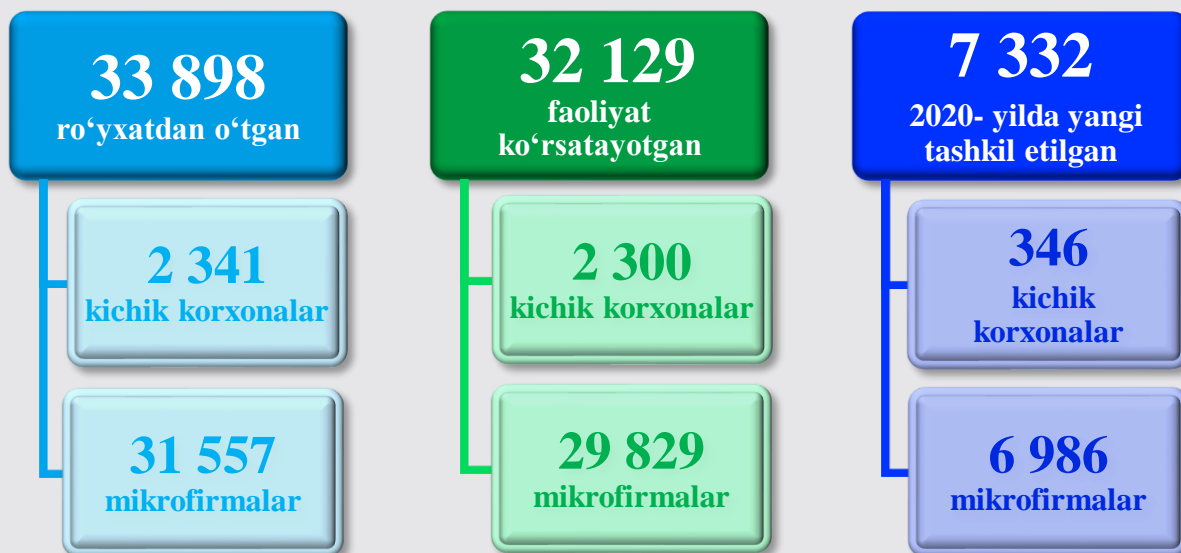 33 898
ro‘yxatdan o‘tgan
2 341
kichik korxonalar
31 557
mikrofirmalar
32 129
faoliyat
ko‘rsatayotgan
2 300
kichik korxonalar
29 829
mikrofirmalar
7 332
2020- yilda yangi
tashkil etilgan
346
kichik
korxonalar
6 986
mikrofirmalar